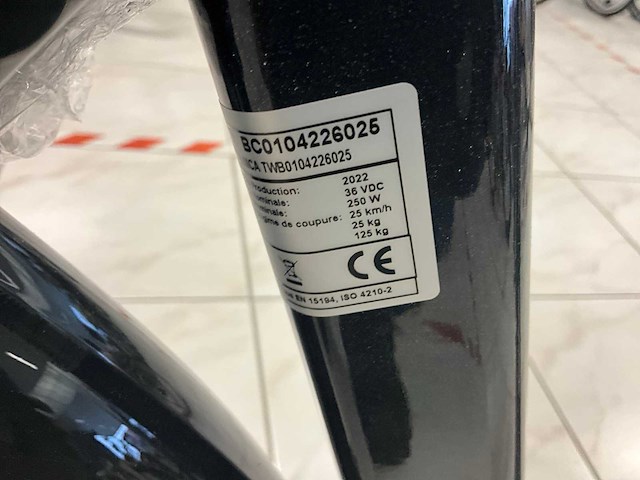 BC0104226025
TWB0104226025
2022
36 VDC
250 W
de coupure: 25 km/h
25 kg
125 kg
CE
EN 15194, ISO 4210-2